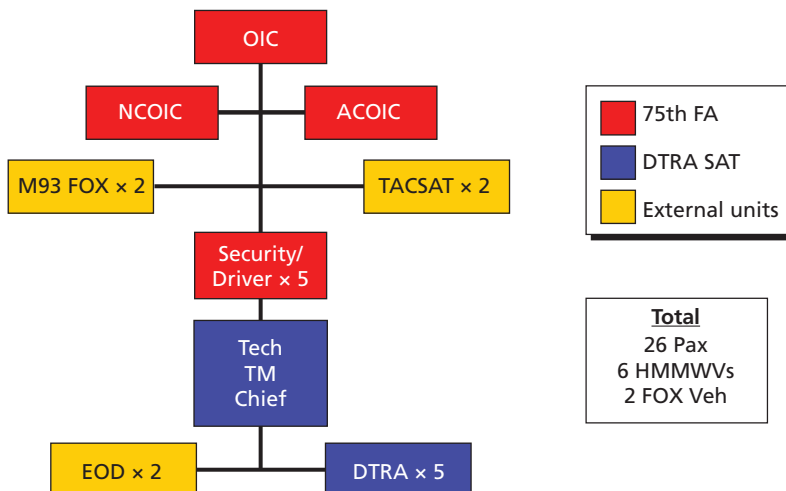 OIC
NCOIC
ACOIC
M93 FOX × 2
TACSAT × 2
Security/
Driver × 5
Tech
TM
Chief
EOD × 2
DTRA × 5
75th FA
DTRA SAT
External units
Total
26 Pax
6 HMMWVs
2 FOX Veh